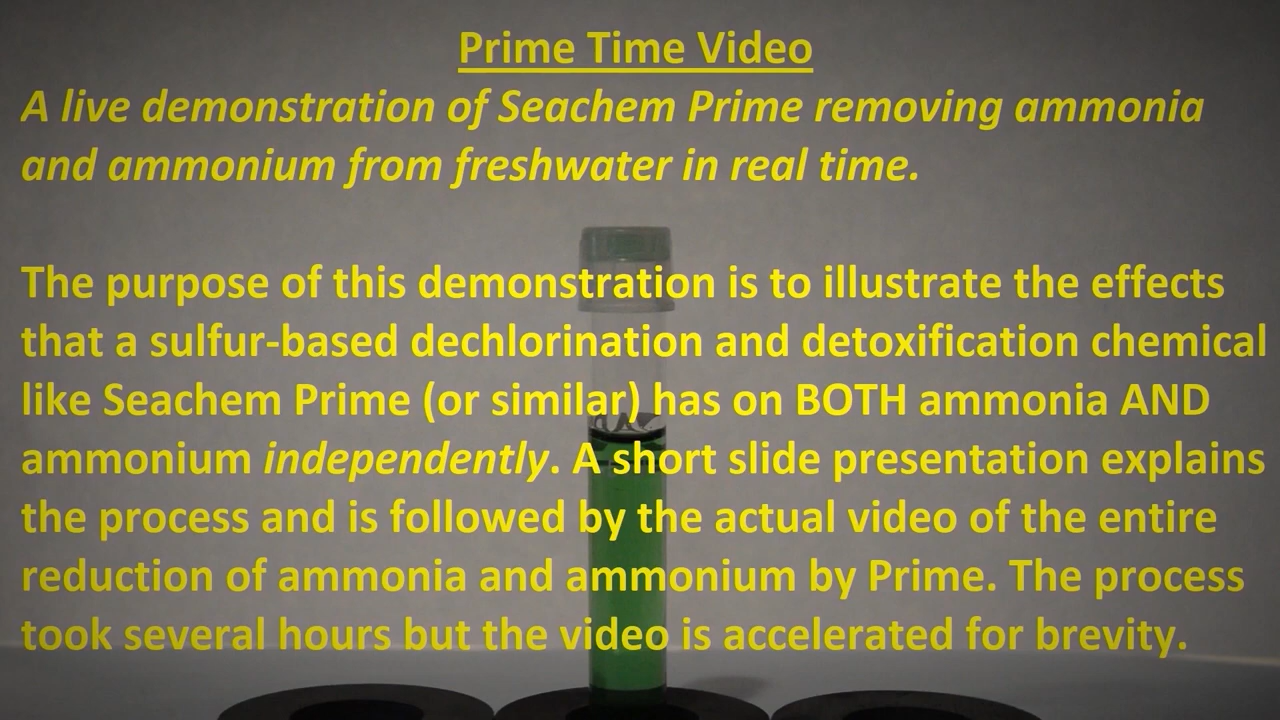 Prime Time Video
A live demonstration of Seachem Prime removing ammonia
and ammonium from freshwater in real time.
The purpose of this demonstration is to illustrate the effects
that a sulfur-based dechlorination and detoxification chemical
like Seachem Prime (or similar) has on BOTH ammonia AND
ammonium independently. A short slide presentation explains
the process and is followed by the actual video of the entire
reduction of ammonia and ammonium by Prime. The process
took several hours but the video is accelerated for brevity.